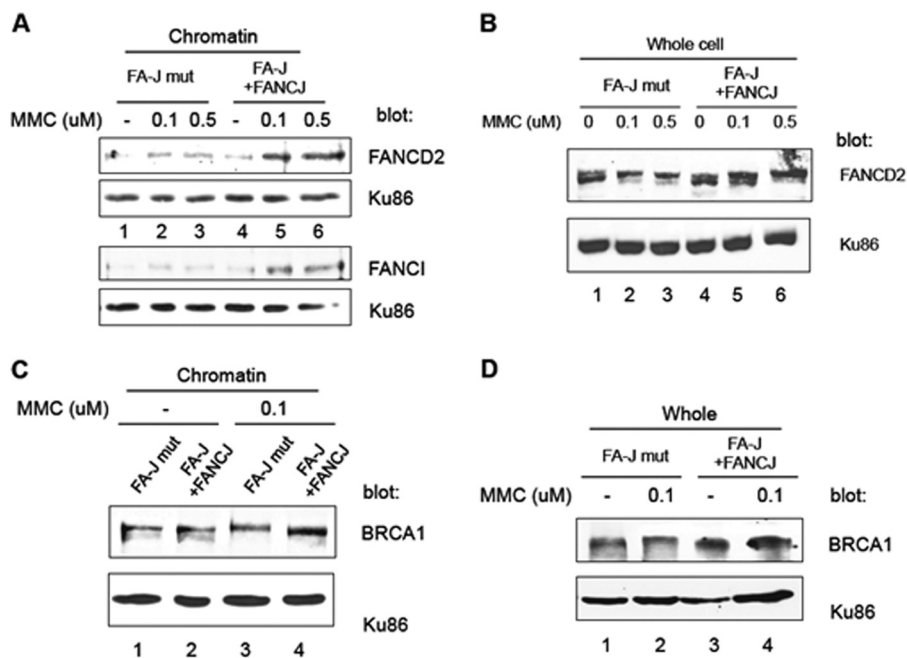 A
Chromatin
FA-J mut
FA-J
+FANCJ
MMC (uM) - 0.1 0.5 - 0.1 0.5 blot:
FANCD2
Ku86
1 2 3 4 5 6
FANCI
Ku86
B
Whole cell
FA-J mut
FA-J
+FANCJ
MMC (uM) 0 0.1 0.5 0 0.1 0.5
blot:
FANCD2
Ku86
1 2 3 4 5 6
C
Chromatin
MMC (uM) - 0.1
FA-J mut
FA-J
+FANCJ
FA-J mut
FA-J
+FANCJ
blot:
BRCA1
Ku86
1 2 3 4
D
Whole
FA-J mut
FA-J
+FANCJ
MMC (uM) - 0.1 - 0.1 blot:
BRCA1
Ku86
1 2 3 4